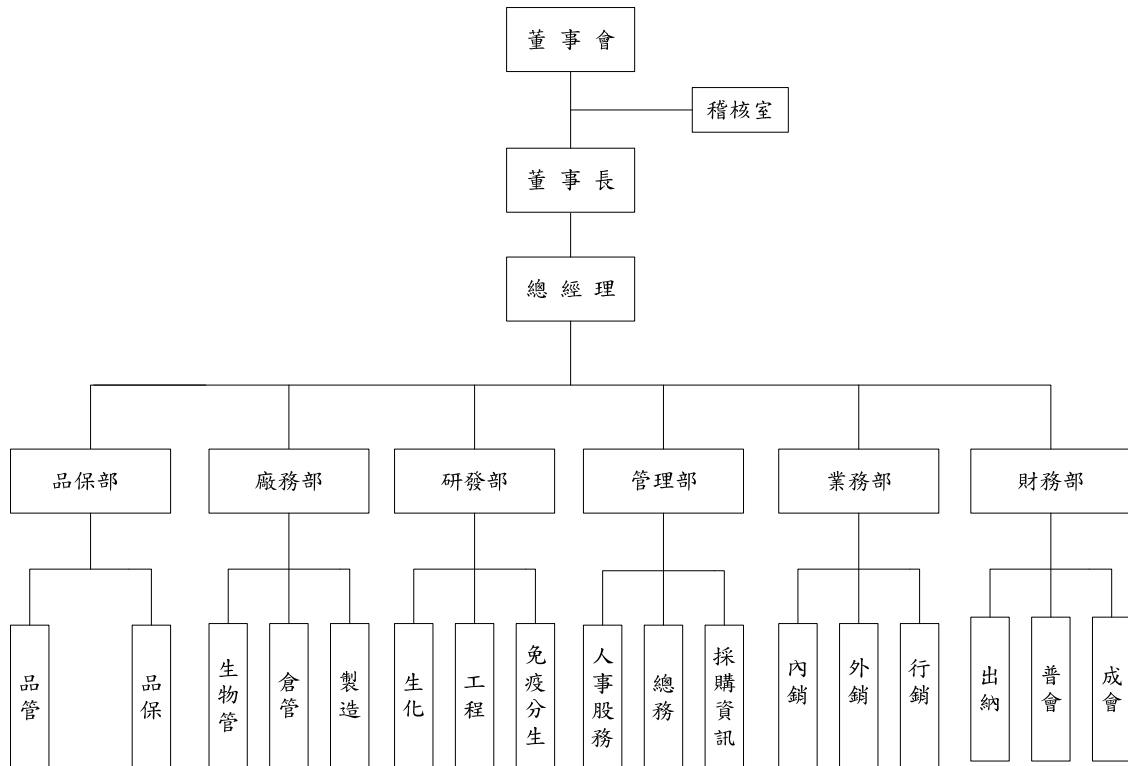 董事會
稽核室
董事長
總經理
品保部
廠務部
研發部
管理部
業務部
財務部
品管
品保
生物管
倉管
製造
生化
工程
免疫分生
人事股務
總務
採購資訊
內銷
外銷
行銷
出納
普會
成會